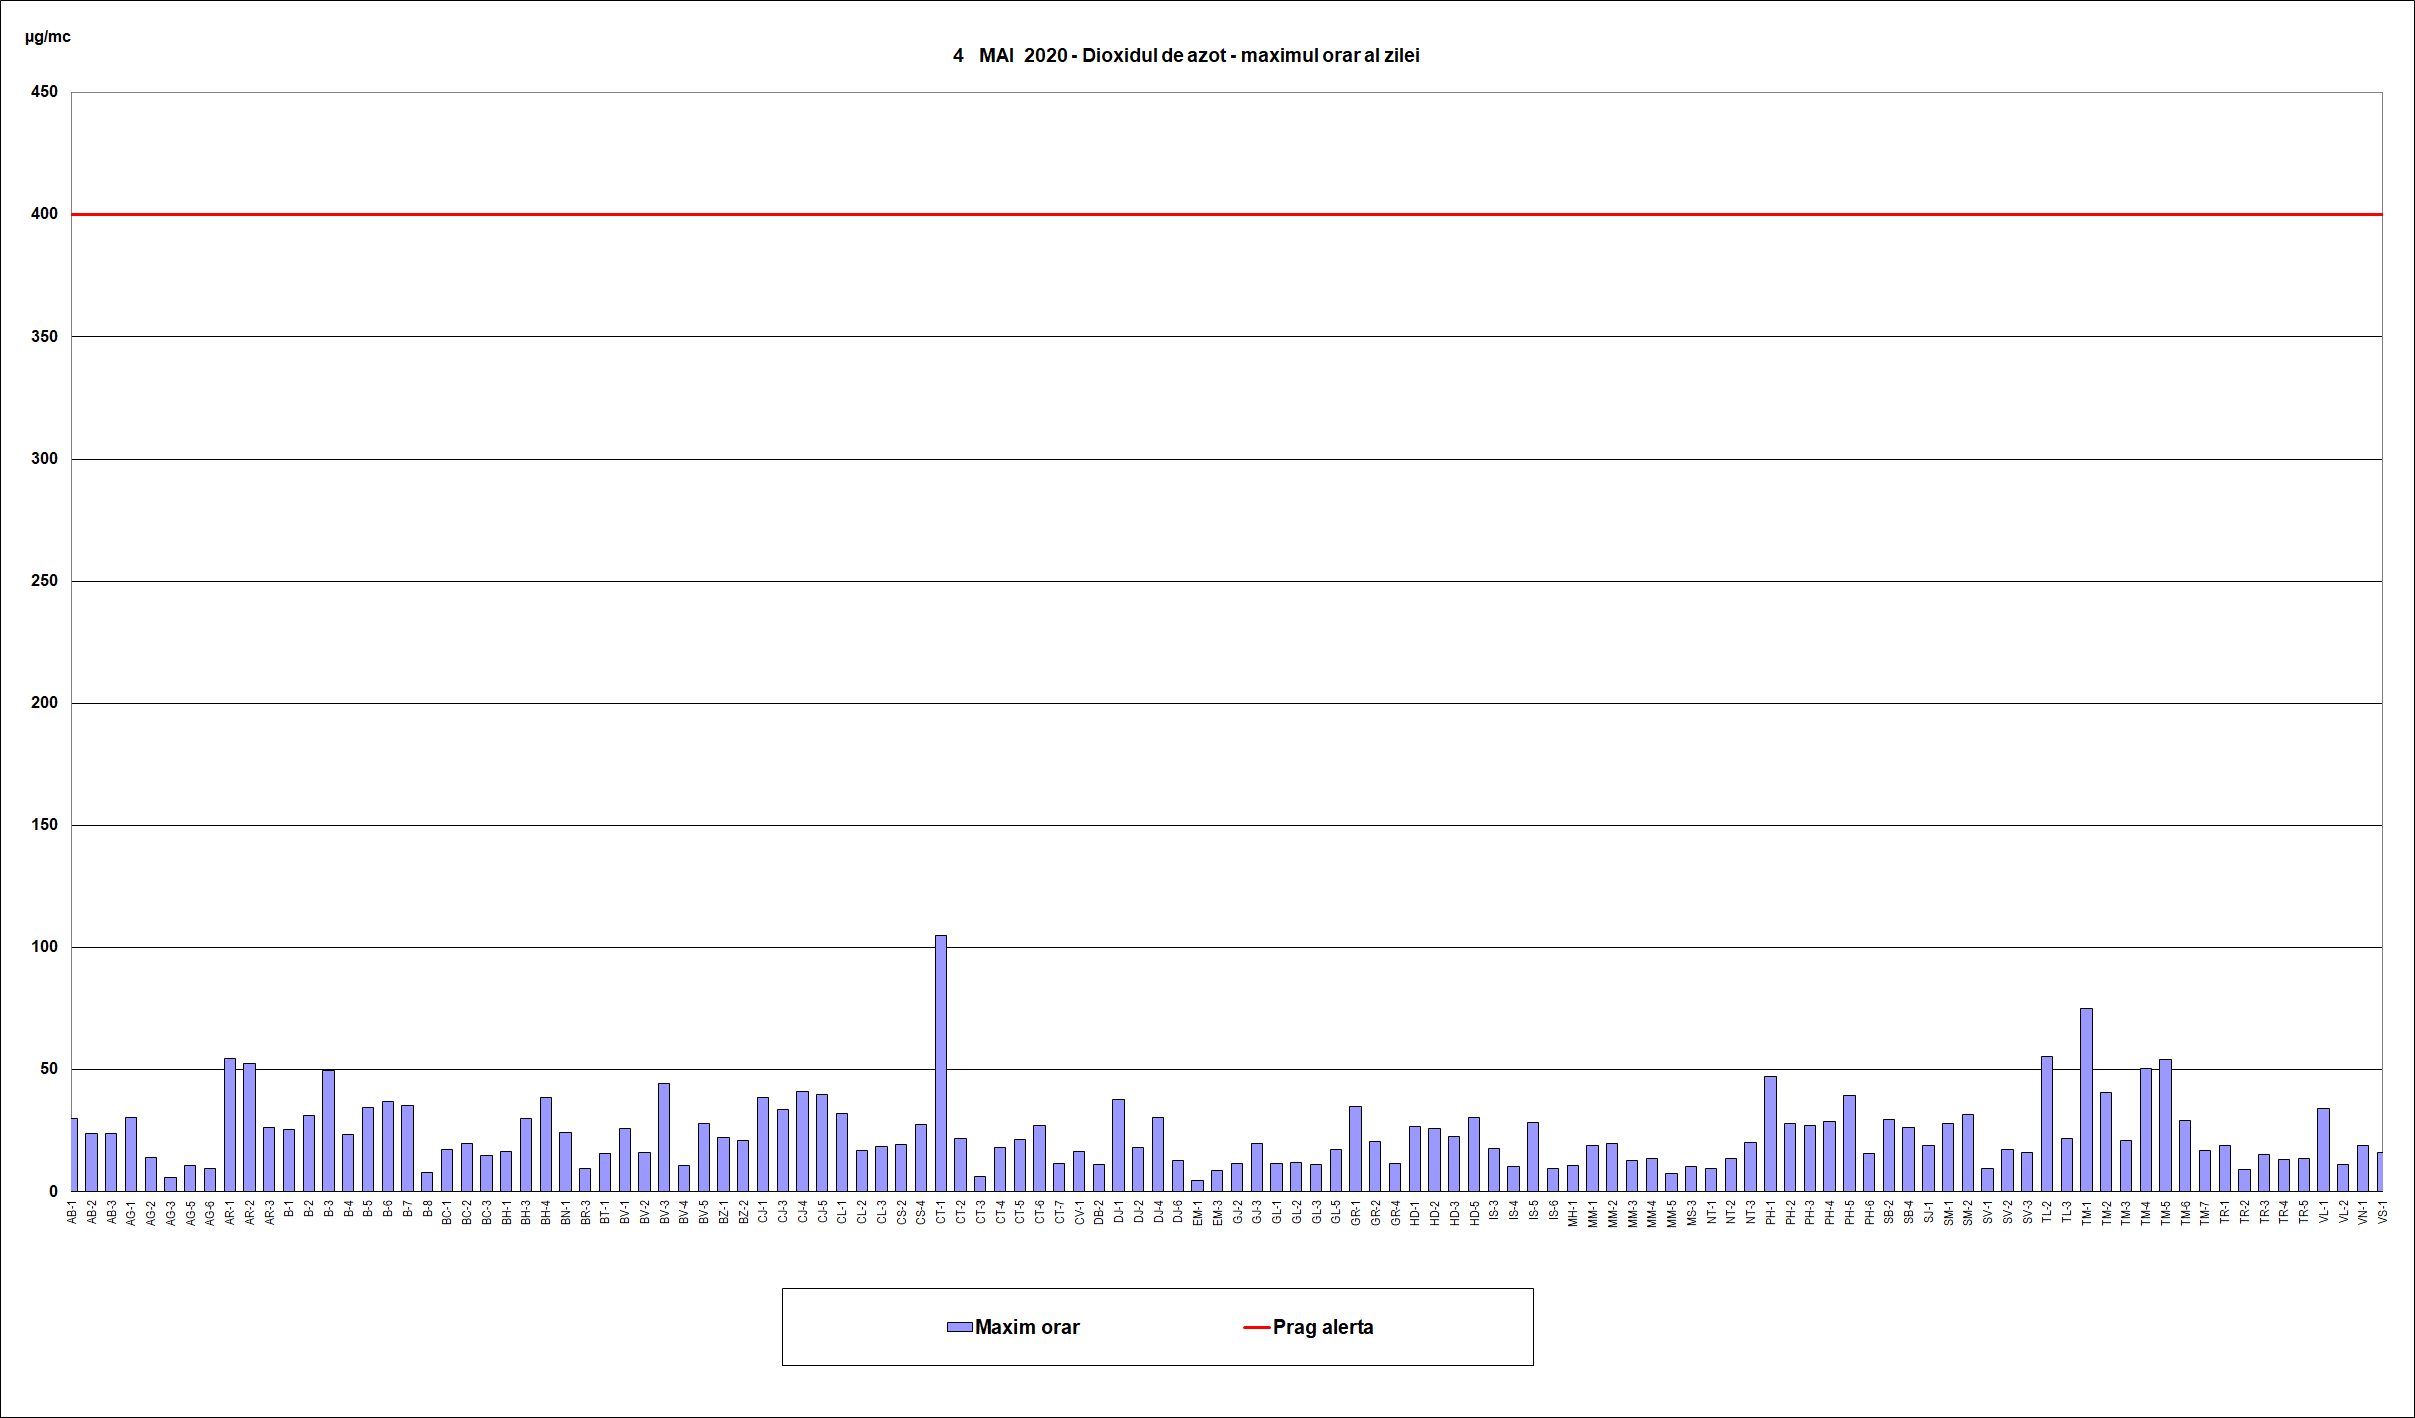 µg/mc
4 MAI 2020 - Dioxidul de azot - maximul orar al zilei
450
400
350
300
250
200
150
100
50
0
AB-1 AB-2 AB-3 AG-1 AG-2 AG-3 AG-5 AG-6 AR-1 AR-2 AR-3 B-1 B-2 B-3 B-4 B-5 B-6 B-7 B-8 BC-1 BC-2 BC-3 BH-1 BH-3 BH-4 BN-1 BR-3 BT-1 BV-1 BV-2 BV-3 BV-4 BV-5 BZ-1 BZ-2 CJ-1 CJ-3 CJ-4 CJ-5 CL-1 CL-2 CL-3 CS-2 CS-4 CT-1 CT-2 CT-3 CT-4 CT-5 CT-6 CT-7 CV-1 DB-2 DJ-1 DJ-2 DJ-4 DJ-6 EM-1 EM-3 GJ-2 GJ-3 GL-1 GL-2 GL-3 GL-5 GR-1 GR-2 GR-4 HD-1 HD-2 HD-3 HD-5 IS-3 IS-4 IS-5 IS-6 MH-1 MM-1 MM-2 MM-3 MM-4 MM-5 MS-3 NT-1 NT-2 NT-3 PH-1 PH-2 PH-3 PH-4 PH-5 PH-6 SB-2 SB-4 SJ-1 SM-1 SM-2 SV-1 SV-2 SV-3 TL-2 TL-3 TM-1 TM-2 TM-3 TM-4 TM-5 TM-6 TM-7 TR-1 TR-2 TR-3 TR-4 TR-5 VL-1 VL-2 VN-1 VS-1
Maxim orar Prag alerta